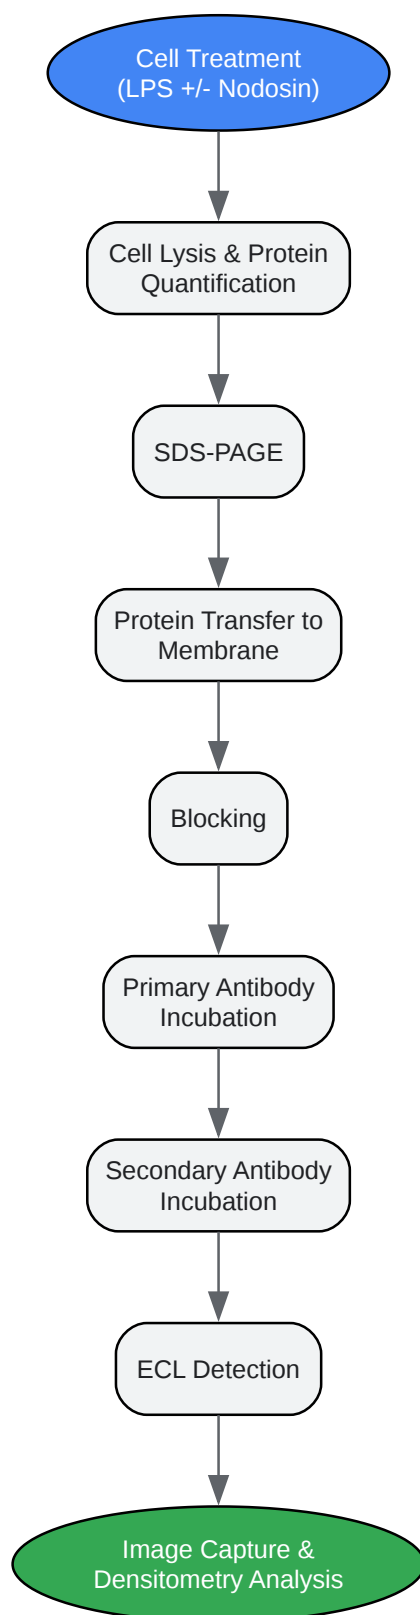 Cell Treatment
(LPS +/- Nodosin)
Cell Lysis & Protein
Quantification
SDS-PAGE
Protein Transfer to
Membrane
Blocking
Primary Antibody
Incubation
Secondary Antibody
Incubation
ECL Detection
Image Capture &
Densitometry Analysis